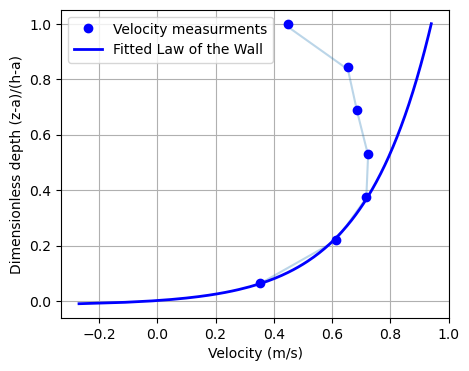 1.0
0.8
0.6
0.4
0.2
0.0
Dimensionless depth (z-a)/(h-a)
Velocity measurments
Fitted Law of the Wall
−0.2 0.0 0.2 0.4 0.6 0.8 1.0
Velocity (m/s)